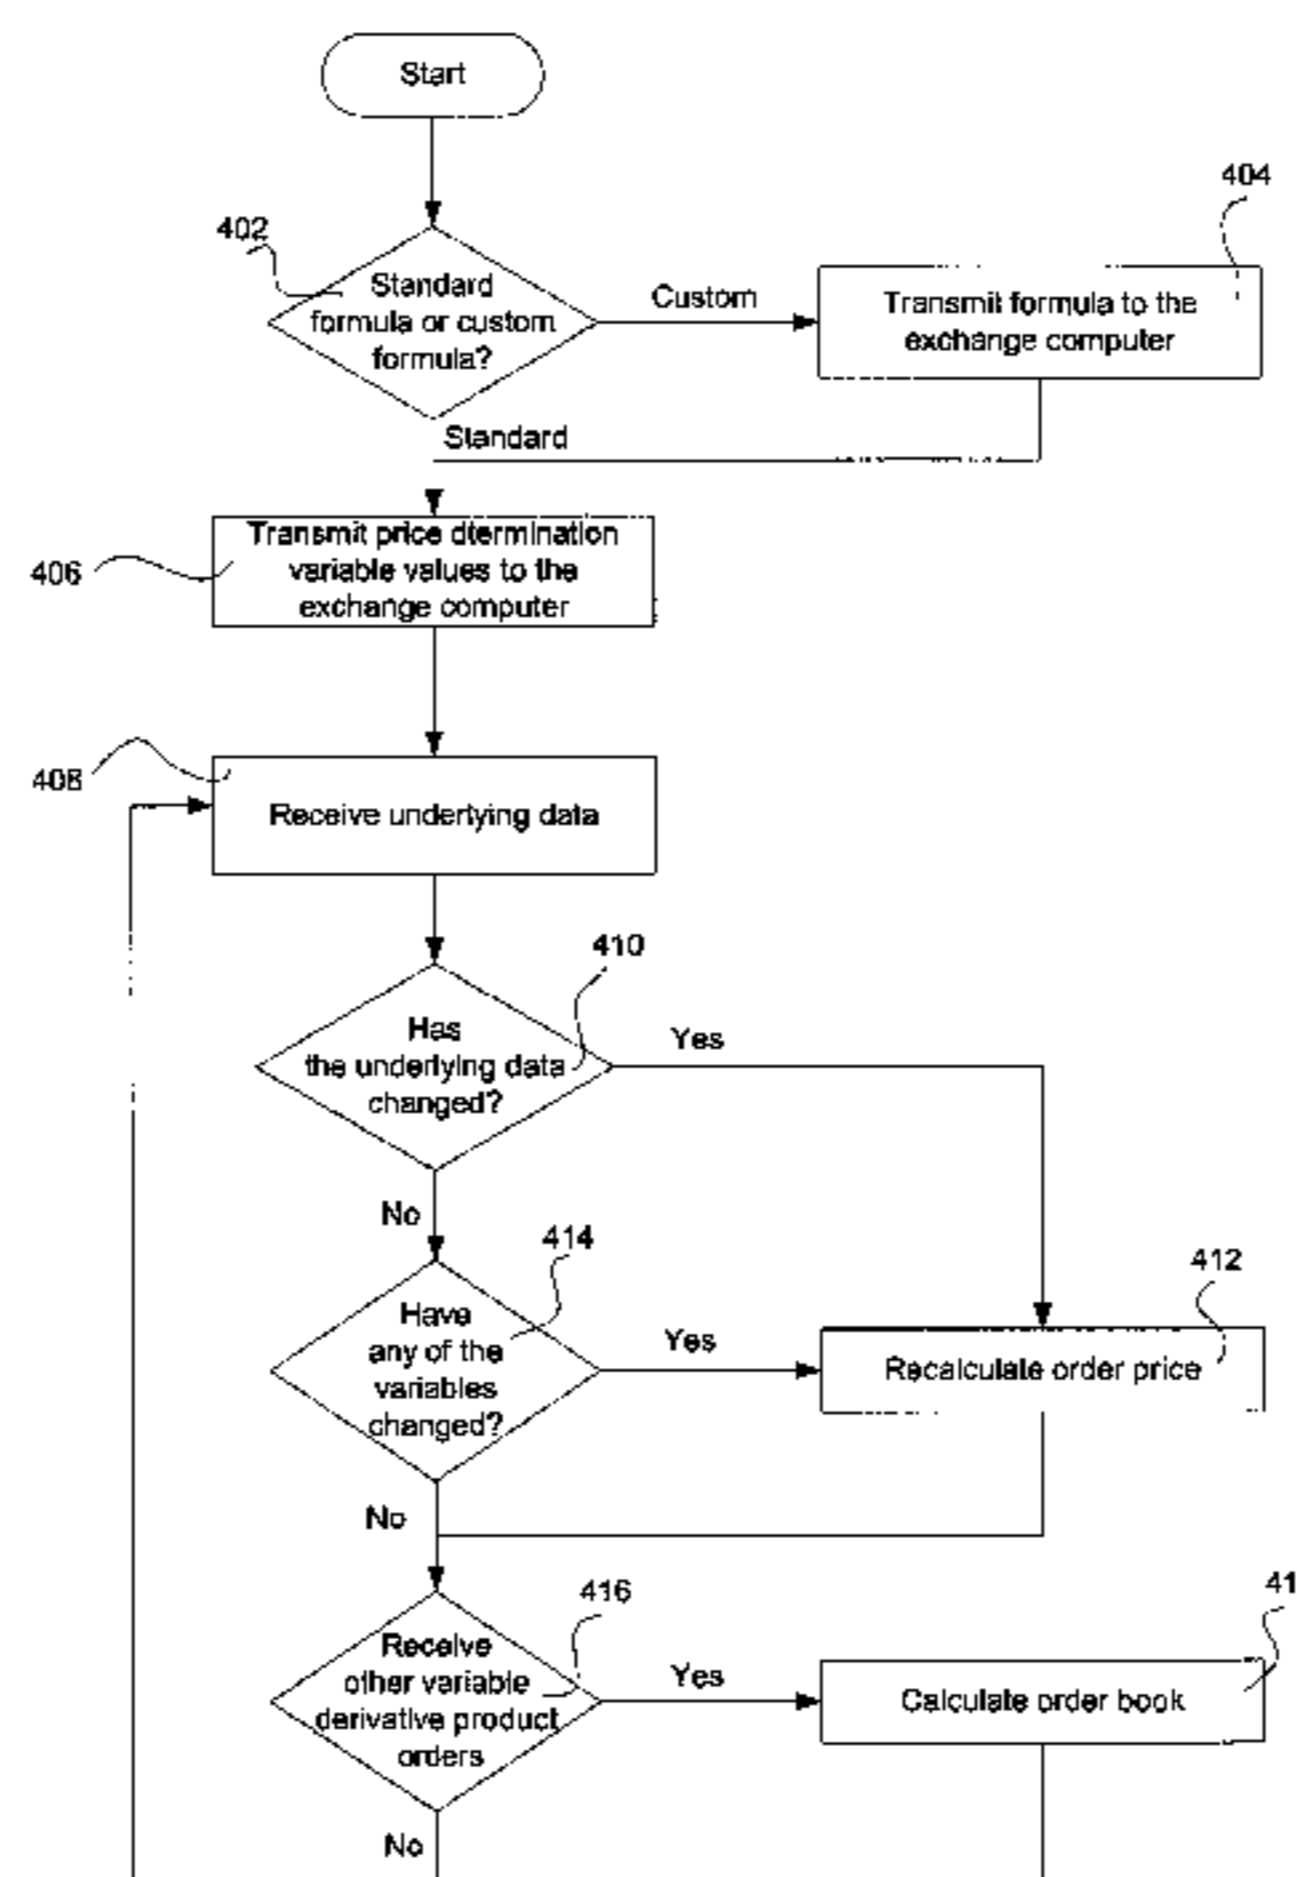 Start
404
402
Standard
formula or custom
formula?
Custom
Transmit formula to the
exchange computer
Standard
Transmit price dtermination
variable values to the
exchange computer
406
408
Receive underlying data
410
Has
the underlying data
changed?
Yes
No
414
412
Have
any of the
variables
changed?
Yes
Recalculate order price
No
416
41
Receive
other variable
derivative product
orders
Yes
Calculate order book
No